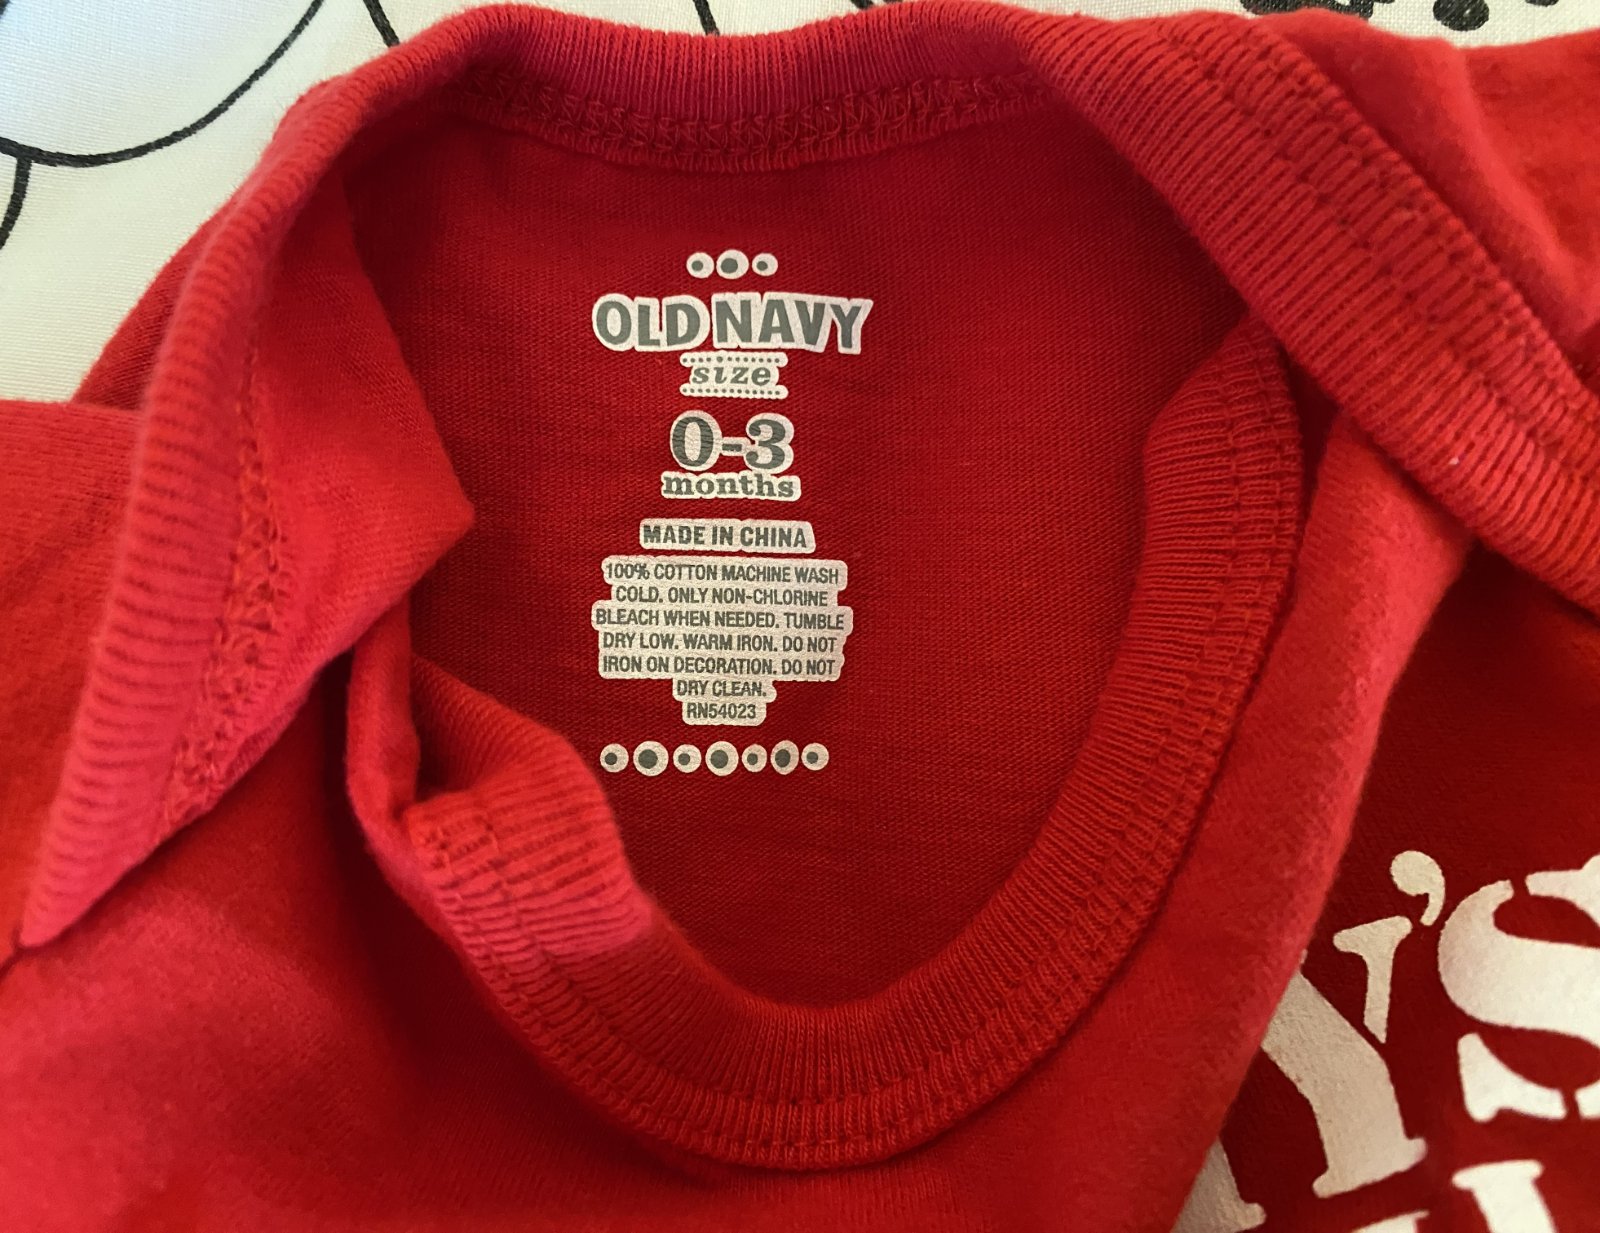 OLD NAVY
size
0-3
months
MADE IN CHINA
100% COTTON MACHINE WASH
COLD. ONLY NON-CHLORINE
BLEACH WHEN NEEDED. TUMBLE
DRY LOW. WARM IRON. DO NOT
IRON ON DECORATION. DO NOT
DRY CLEAN.
RN54023
Y'S